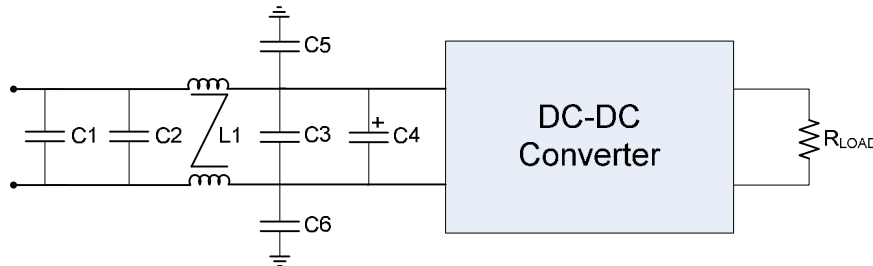 C5
C1
C2
L1
C3
+
C4
DC-DC
Converter
RLOAD
C6